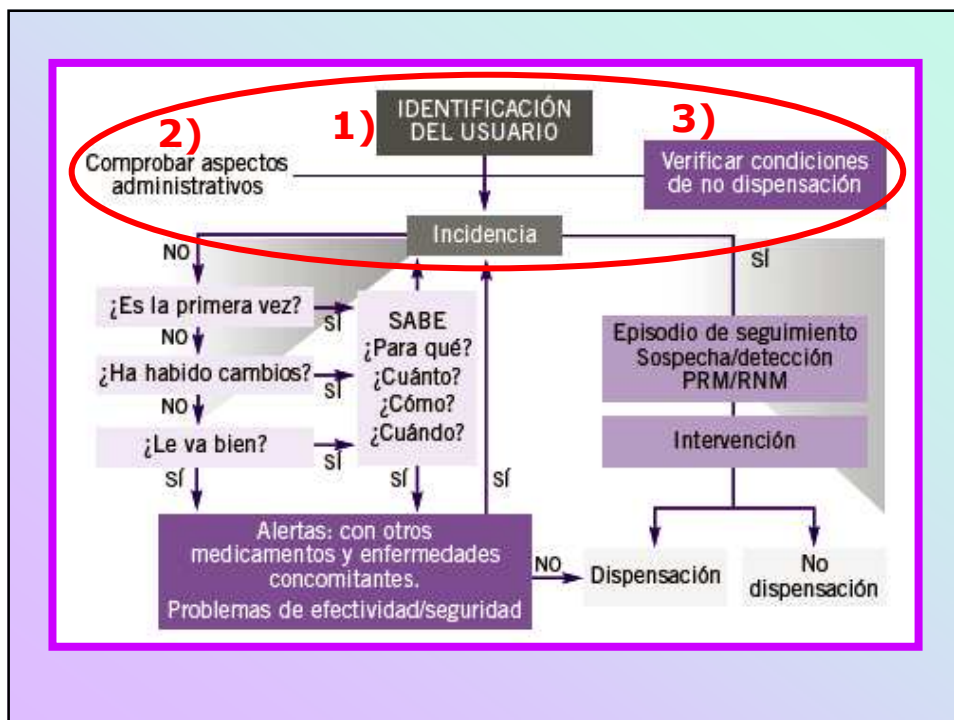 1)
IDENTIFICACIÓN
DEL USUARIO
2)
Comprobar aspectos
administrativos
3)
Verificar condiciones
de no dispensación
Incidencia
NO
SÍ
¿Es la primera vez?
SÍ
NO
¿Ha habido cambios?
SÍ
NO
¿Le va bien?
SÍ
SÍ
SABE
¿Para qué?
¿Cuánto?
¿Cómo?
¿Cuándo?
SÍ
SÍ
Episodio de seguimiento
Sospecha/detección
PRM/RNM
Intervención
Alertas: con otros
medicamentos y enfermedades
concomitantes.
Problemas de efectividad/seguridad
NO
Dispensación
No
dispensación